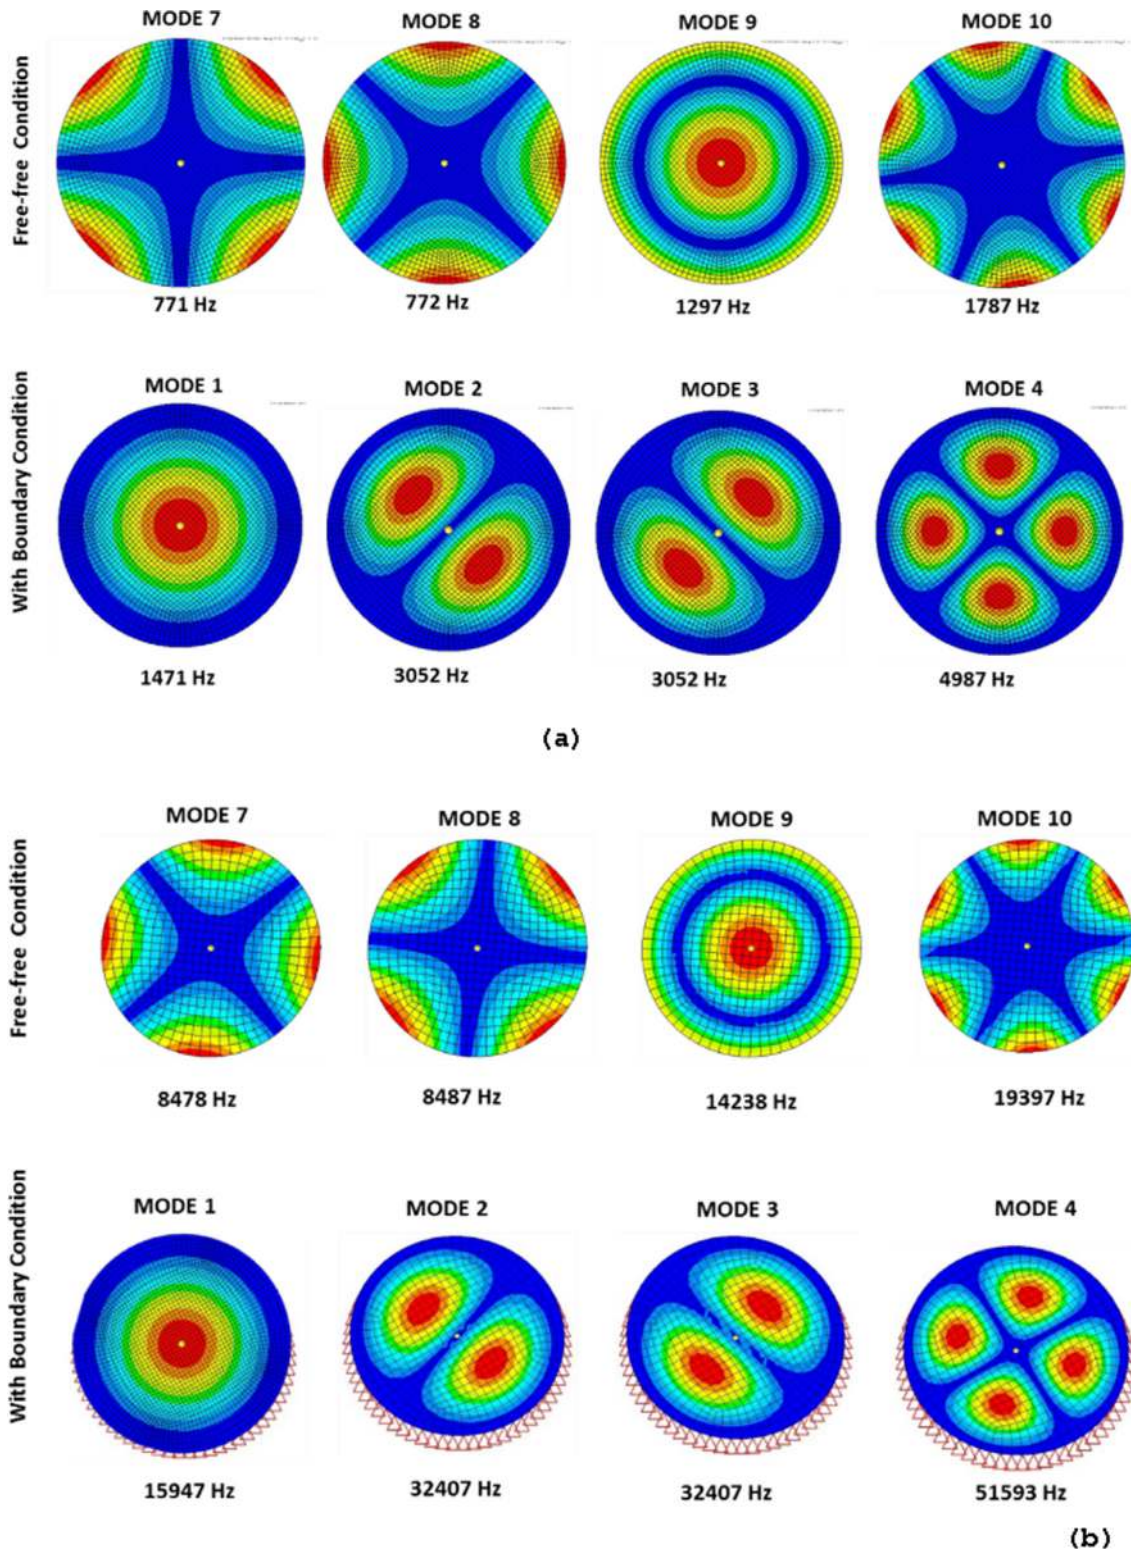 MODE 7 MODE 8 MODE 9 MODE 10
Free-free Condition
771 Hz 772 Hz 1297 Hz 1787 Hz
MODE 1 MODE 2 MODE 3 MODE 4
With Boundary Condition
1471 Hz 3052 Hz 3052 Hz 4987 Hz
(a)
MODE 7 MODE 8 MODE 9 MODE 10
Free-free Condition
8478 Hz 8487 Hz 14238 Hz 19397 Hz
MODE 1 MODE 2 MODE 3 MODE 4
With Boundary Condition
15947 Hz 32407 Hz 32407 Hz 51593 Hz
(b)